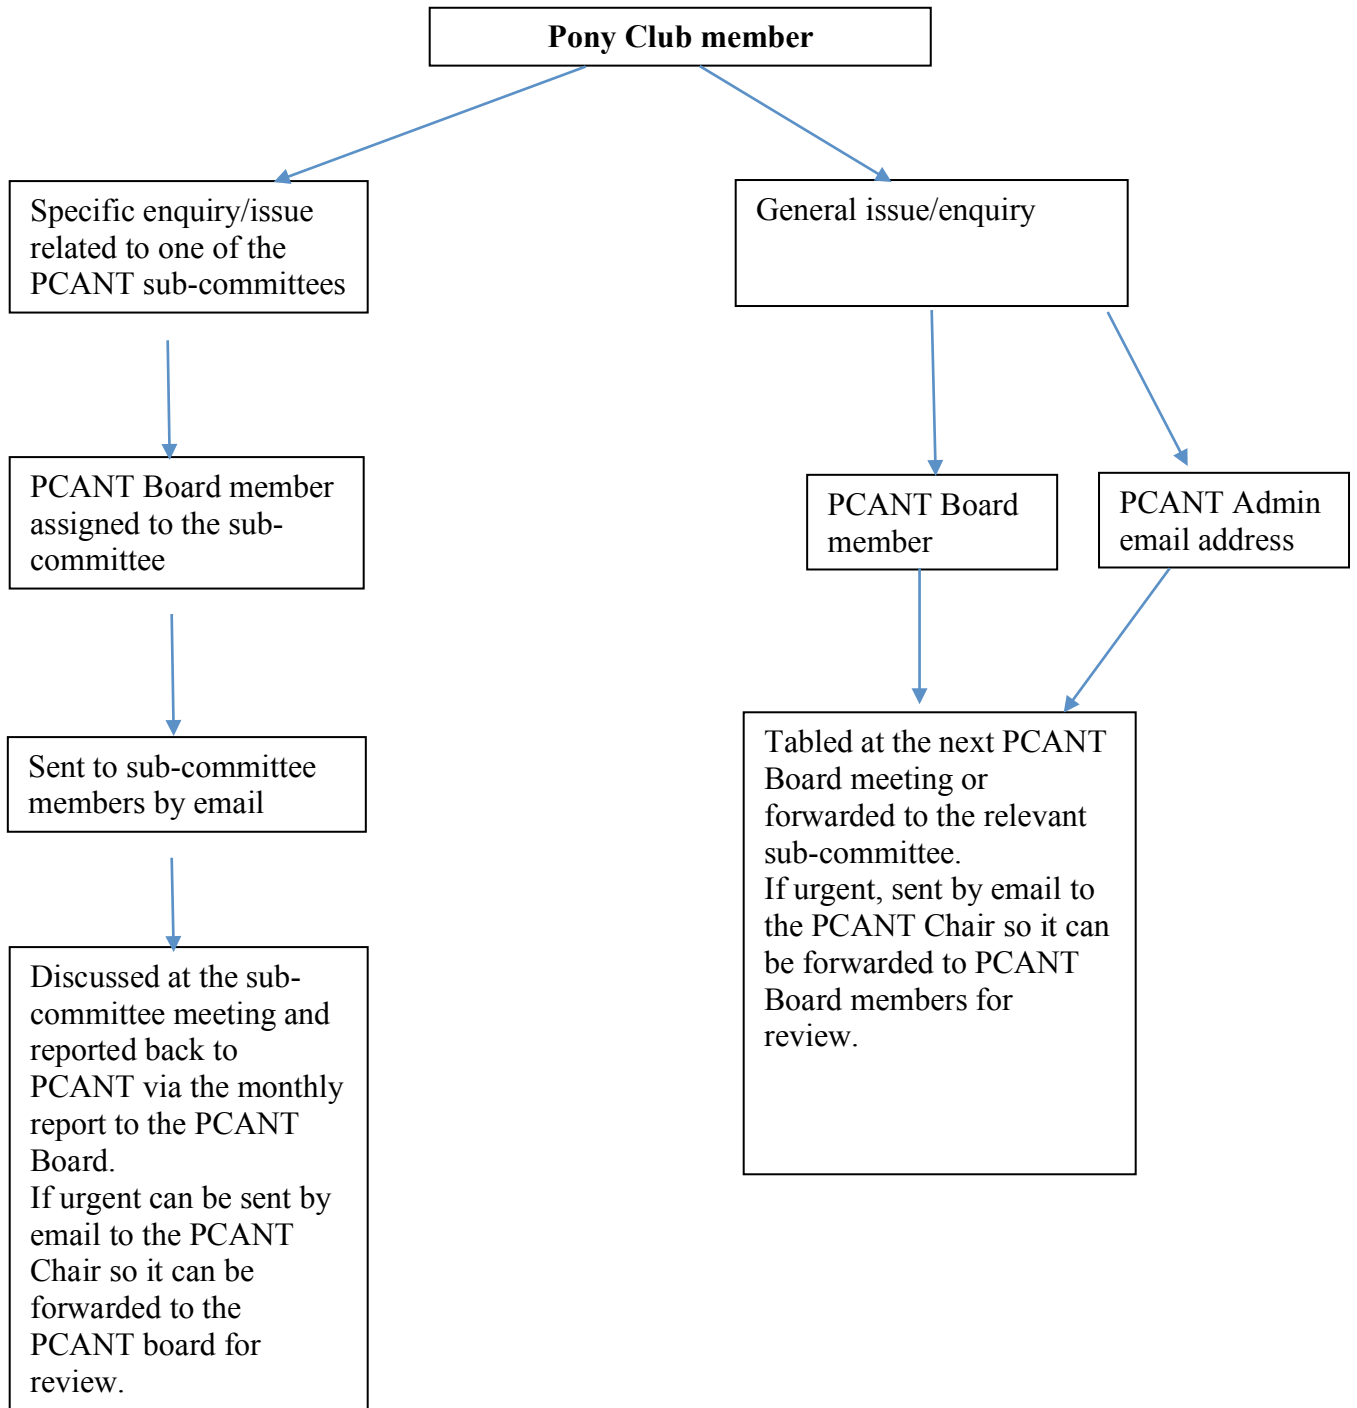 Pony Club member
Specific enquiry/issue
related to one of the
PCANT sub-committees
General issue/enquiry
PCANT Board member
assigned to the sub-
committee
PCANT Board
member
PCANT Admin
email address
Sent to sub-committee
members by email
Tabled at the next PCANT
Board meeting or
forwarded to the relevant
sub-committee.
If urgent, sent by email to
the PCANT Chair so it can
be forwarded to PCANT
Board members for
review.
Discussed at the sub-
committee meeting and
reported back to
PCANT via the monthly
report to the PCANT
Board.
If urgent can be sent by
email to the PCANT
Chair so it can be
forwarded to the
PCANT board for
review.